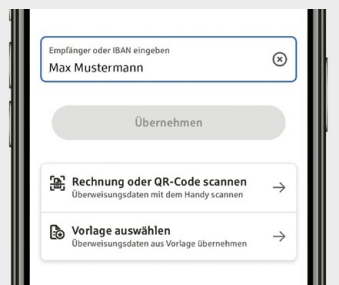 Empfänger oder IBAN eingeben
Max Mustermann
Übernehmen
Rechnung oder QR-Code scannen
Überweisungsdaten mit dem Handy scannen
Vorlage auswählen
Überweisungsdaten aus Vorlage übernehmen